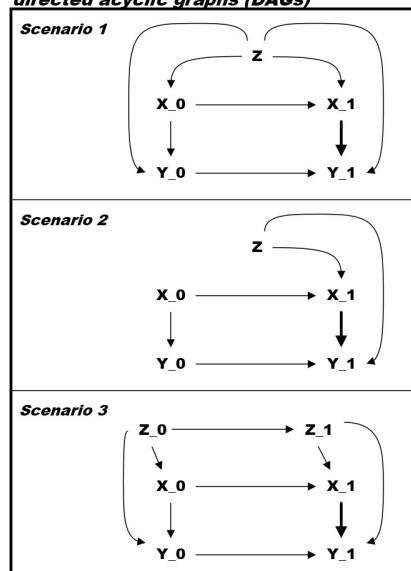 directed acyclic graphs (DAGs)
Scenario 1
Z
X_0 X_1
Y_0 Y_1
Scenario 2
Z
X_0 X_1
Y_0 Y_1
Scenario 3
Z_0 Z_1
X_0 X_1
Y_0 Y_1